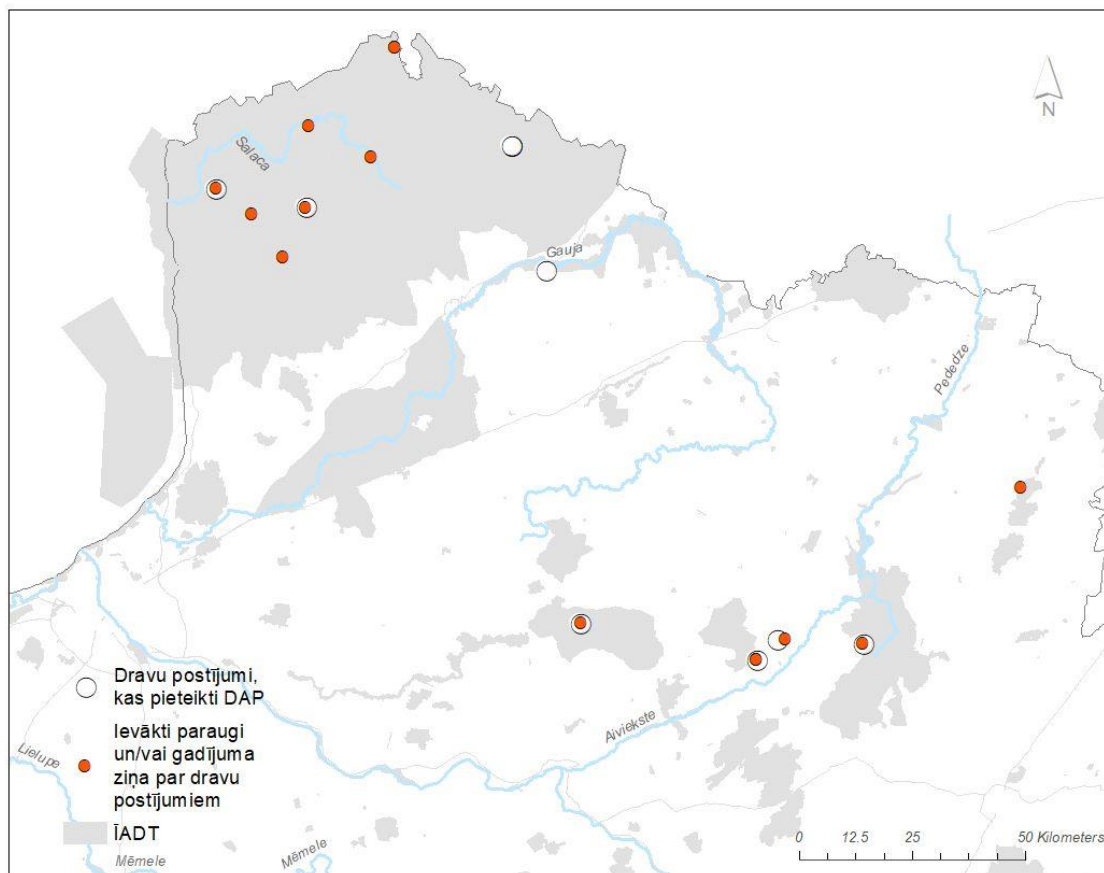 N
Salaca
Gauja
Pededze
Aiviekste
Dravu postījumi,
kas pieteikti DAP
Ievākti paraugi
un/vai gadījuma
ziņa par dravu
postījumiem
ĪADT
Lielupe
Mēmele
Mēmele
0 12.5 25 50 Kilometers